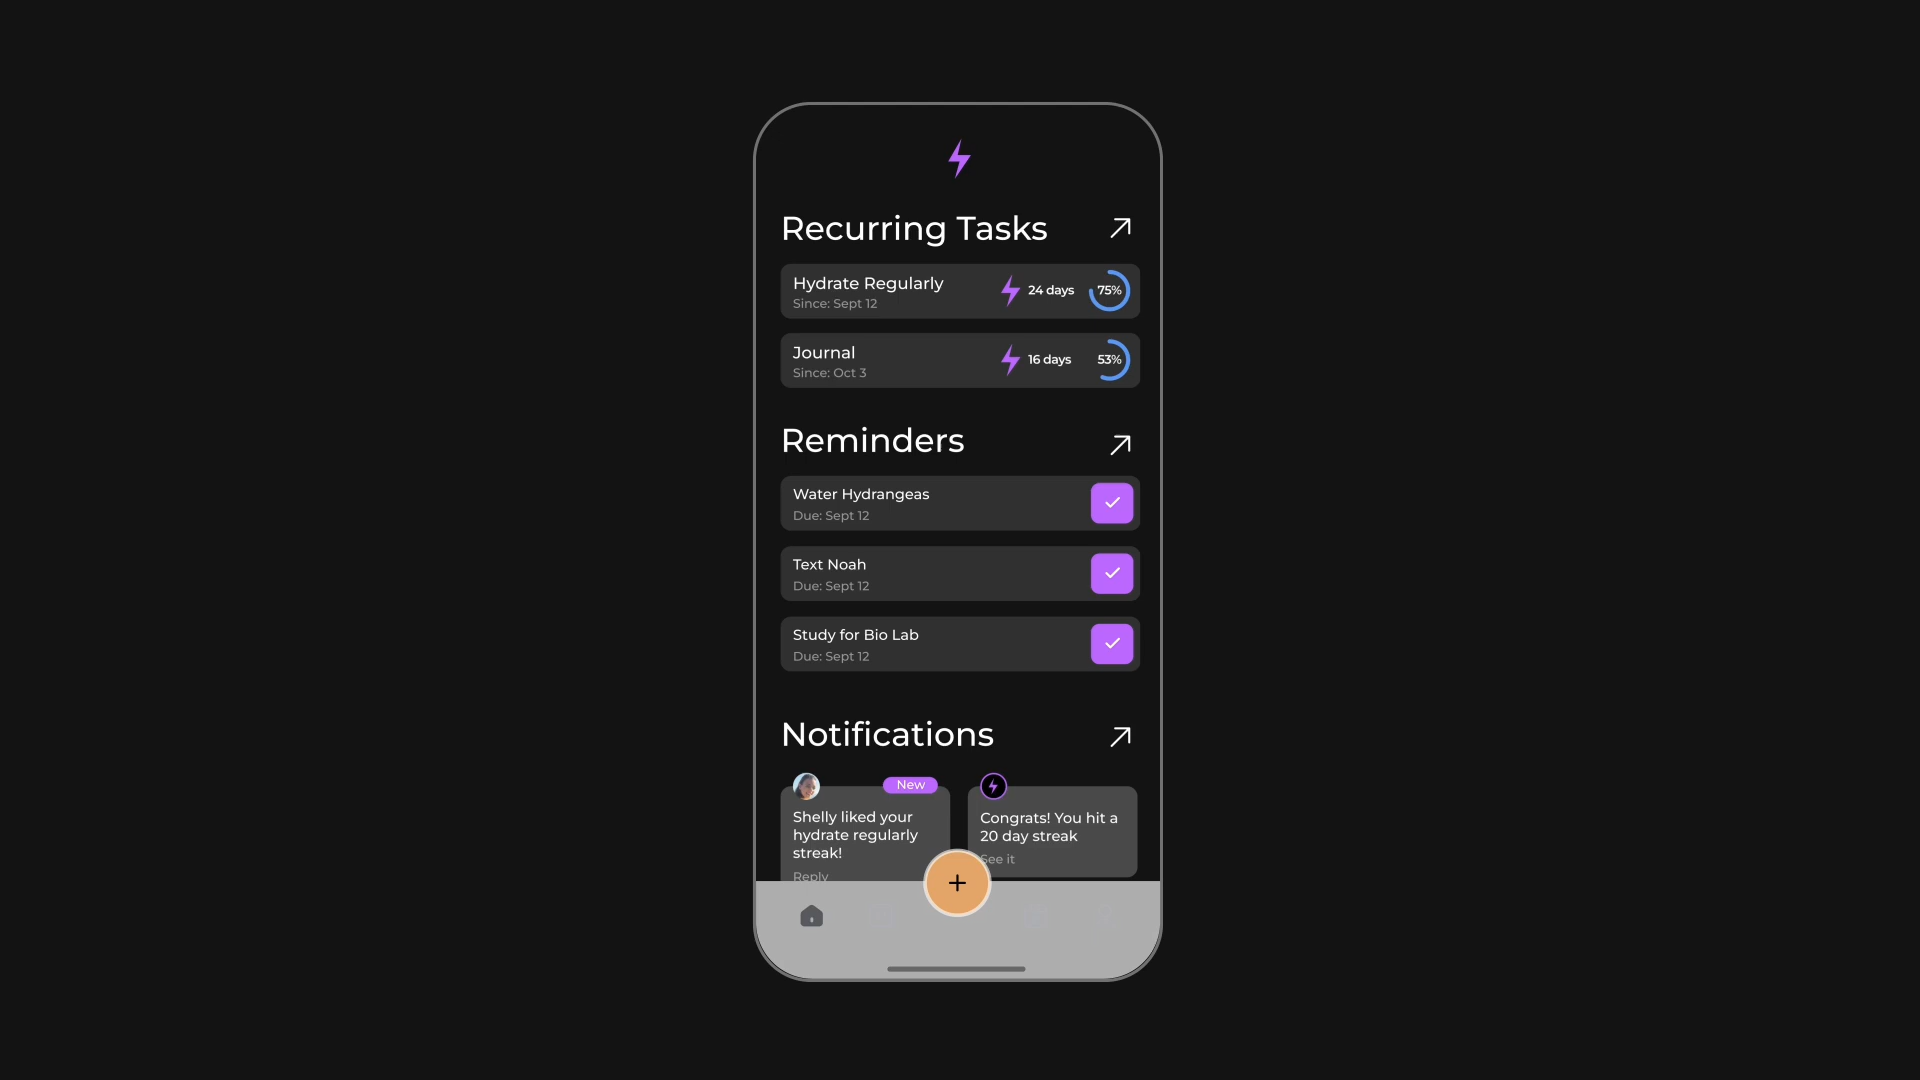 Recurring Tasks
Hydrate Regularly
Since: Sept 12
24 days
75%
Journal
Since: Oct 3
16 days
53%
Reminders
Water Hydrangeas
Due: Sept 12
Text Noah
Due: Sept 12
Study for Bio Lab
Due: Sept 12
Notifications
New
Shelly liked your
hydrate regularly
streak!
Reply
Congrats! You hit a
20 day streak
See it